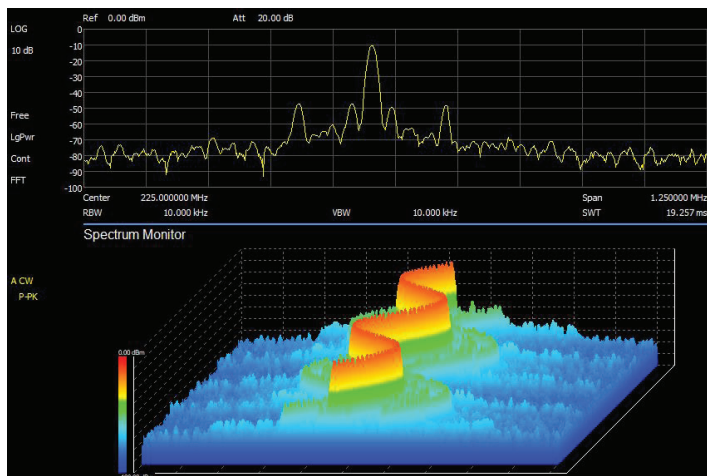 Ref 0.00 dBm Att 20.00 dB
LOG
10 dB
Free
LgPwr
Cont
FFT
0
-10
-20
-30
-40
-50
-60
-70
-80
-90
-100
Center 225.000000 MHz Span 1.250000 MHz
RBW 10.000 kHz VBW 10.000 kHz SWT 19.257 ms
Spectrum Monitor
A CW
P-PK
0.00 dBm